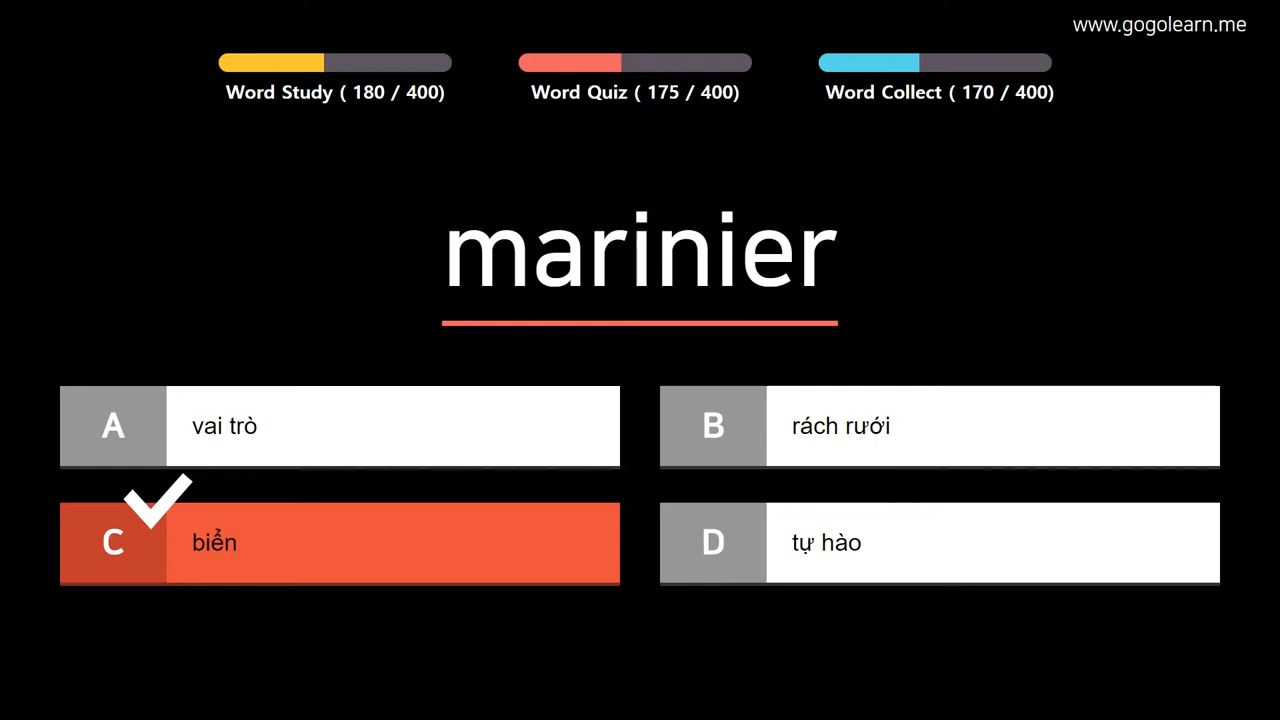 www.gogolearn.me
Word Study ( 180 / 400)
Word Quiz ( 175 / 400)
Word Collect ( 170 / 400)
marinier
A
vai trò
B
rách rưới
C
biển
D
tự hào